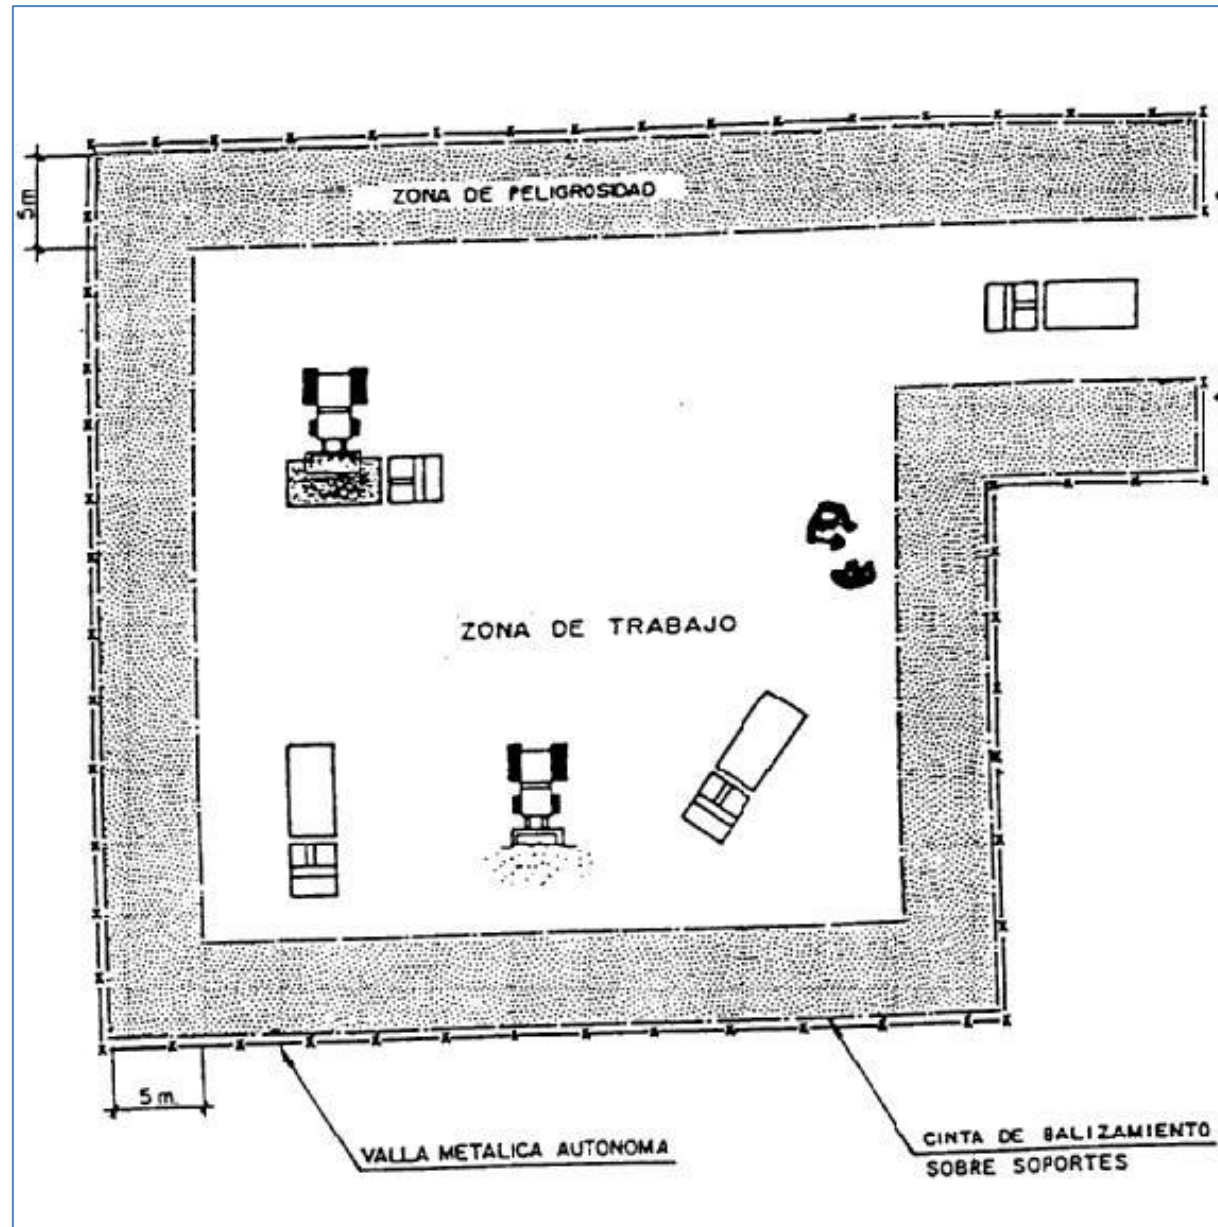 5m
ZONA DE PELIGROSIDAD
ZONA DE TRABAJO
5 m.
VALLA METALICA AUTONOMA
CINTA DE BALIZAMIENTO
SOBRE SOPORTES